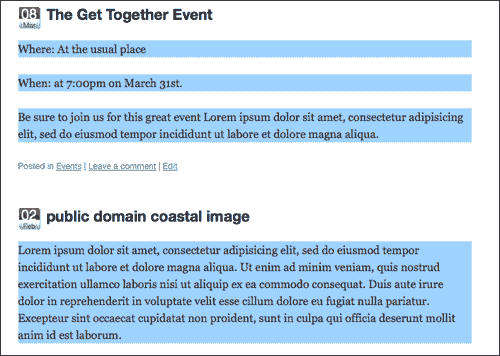 08 The Get Together Event
Mar
Where: At the usual place
When: at 7:00pm on March 31st.
Be sure to join us for this great event Lorem ipsum dolor sit amet, consectetur adipisicing
elit, sed do eiusmod tempor incididunt ut labore et dolore magna aliqua.
Posted in Events | Leave a comment | Edit
02 public domain coastal image
Feb
Lorem ipsum dolor sit amet, consectetur adipisicing elit, sed do eiusmod tempor
incididunt ut labore et dolore magna aliqua. Ut enim ad minim veniam, quis nostrud
exercitation ullamco laboris nisi ut aliquip ex ea commodo consequat. Duis aute irure
dolor in reprehenderit in voluptate velit esse cillum dolore eu fugiat nulla pariatur.
Excepteur sint occaecat cupidatat non proident, sunt in culpa qui officia deserunt mollit
anim id est laborum.